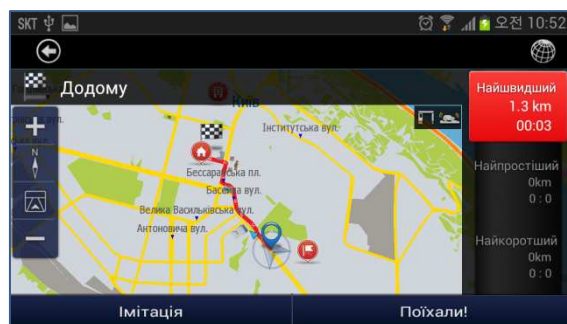 SKT 오전 10:52
Додому
Найшвидший
1.3 km
00:03
Київ
Інститутська вул.
N
Бессарабська пл.
Басейна вул.
Велика Васильківська вул.
Антоновича вул.
Найпростіший
0km
0 : 0
Найкоротший
0km
0 : 0
Імітація
Поїхали!